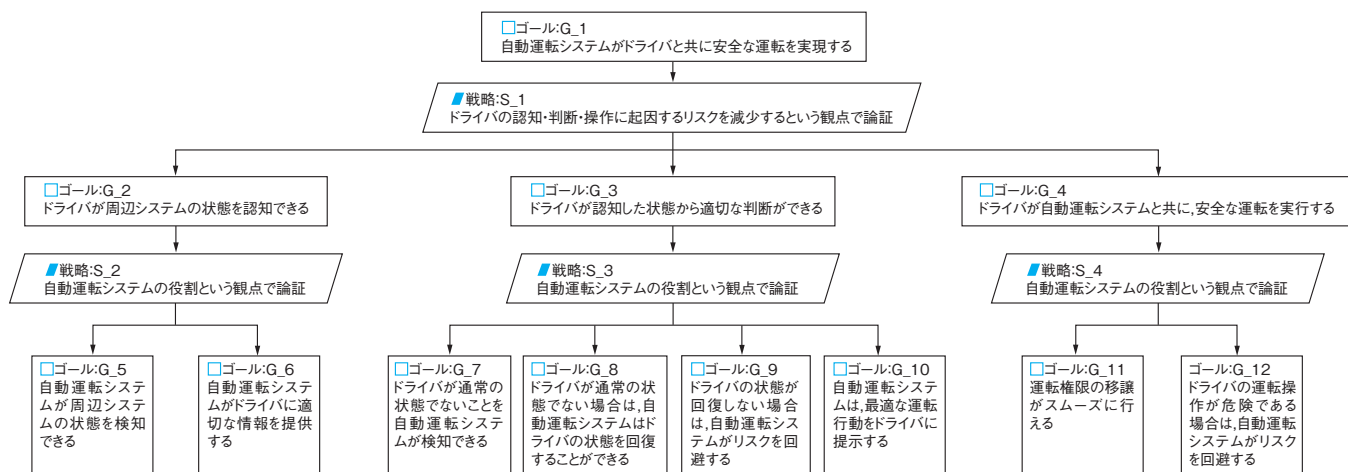 ゴール:G_1
自動運転システムがドライバと共に安全な運転を実現する
戦略:S_1
ドライバの認知・判断・操作に起因するリスクを減少するという観点で論証
ゴール:G_2
ドライバが周辺システムの状態を認知できる
ゴール:G_3
ドライバが認知した状態から適切な判断ができる
ゴール:G_4
ドライバが自動運転システムと共に,安全な運転を実行する
戦略:S_2
自動運転システムの役割という観点で論証
戦略:S_3
自動運転システムの役割という観点で論証
戦略:S_4
自動運転システムの役割という観点で論証
ゴール:G_5
自動運転システ
ムが周辺システ
ムの状態を検知
できる
ゴール:G_6
自動運転システ
ムがドライバに適
切な情報を提供
する
ゴール:G_7
ドライバが通常の
状態でないことを
自動運転システ
ムが検知できる
ゴール:G_8
ドライバが通常の状
態でない場合は,自
動運転システムはド
ライバの状態を回復
することができる
ゴール:G_9
ドライバの状態が
回復しない場合
は,自動運転シス
テムがリスクを回
避する
ゴール:G_10
自動運転システ
ムは,最適な運転
行動をドライバに
提示する
ゴール:G_11
運転権限の移譲
がスムーズに行
える
ゴール:G_12
ドライバの運転操
作が危険である
場合は,自動運転
システムがリスク
を回避する